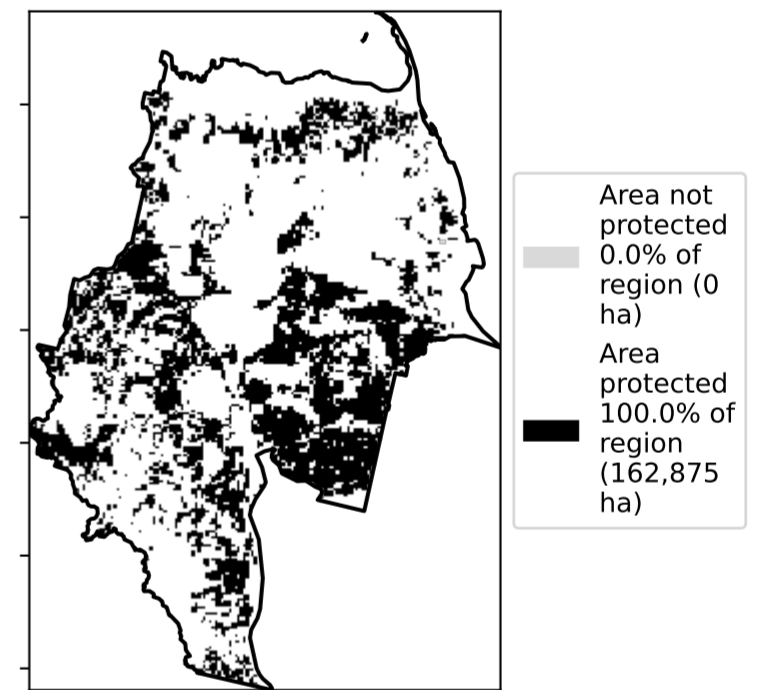 Area not
protected
0.0% of
region (0
ha)
Area
protected
100.0% of
region
(162,875
ha)